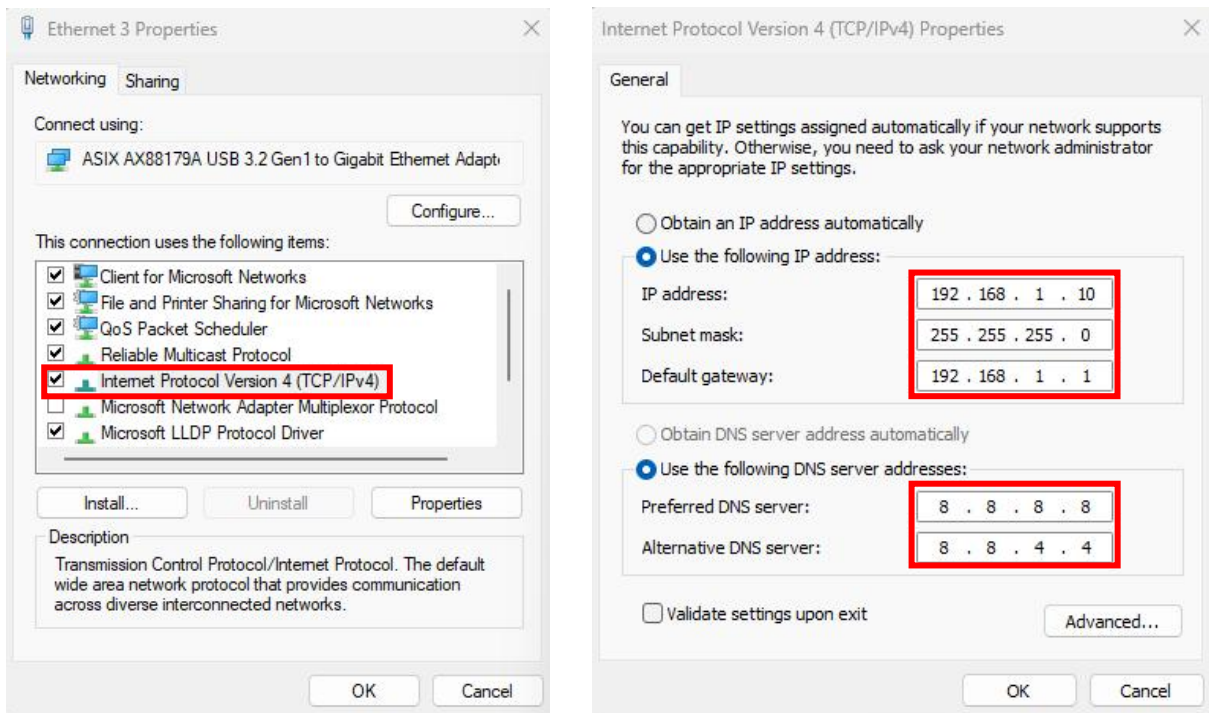 Ethernet 3 Properties
Networking
Sharing
Connect using:
ASIX AX88179A USB 3.2 Gen1 to Gigabit Ethernet Adapt
Configure...
This connection uses the following items:
Client for Microsoft Networks
File and Printer Sharing for Microsoft Networks
QoS Packet Scheduler
Reliable Multicast Protocol
Internet Protocol Version 4 (TCP/IPv4)
Microsoft Network Adapter Multiplexor Protocol
Microsoft LLDP Protocol Driver
Install...
Uninstall
Properties
Description
Transmission Control Protocol/Internet Protocol. The default
wide area network protocol that provides communication
across diverse interconnected networks.
OK
Cancel
Internet Protocol Version 4 (TCP/IPv4) Properties
General
You can get IP settings assigned automatically if your network supports
this capability. Otherwise, you need to ask your network administrator
for the appropriate IP settings.
Obtain an IP address automatically
Use the following IP address:
IP address: 192 . 168 . 1 . 10
Subnet mask: 255 . 255 . 255 . 0
Default gateway: 192 . 168 . 1 . 1
Obtain DNS server address automatically
Use the following DNS server addresses:
Preferred DNS server: 8 . 8 . 8 . 8
Alternative DNS server: 8 . 8 . 4 . 4
Validate settings upon exit
Advanced...
OK
Cancel